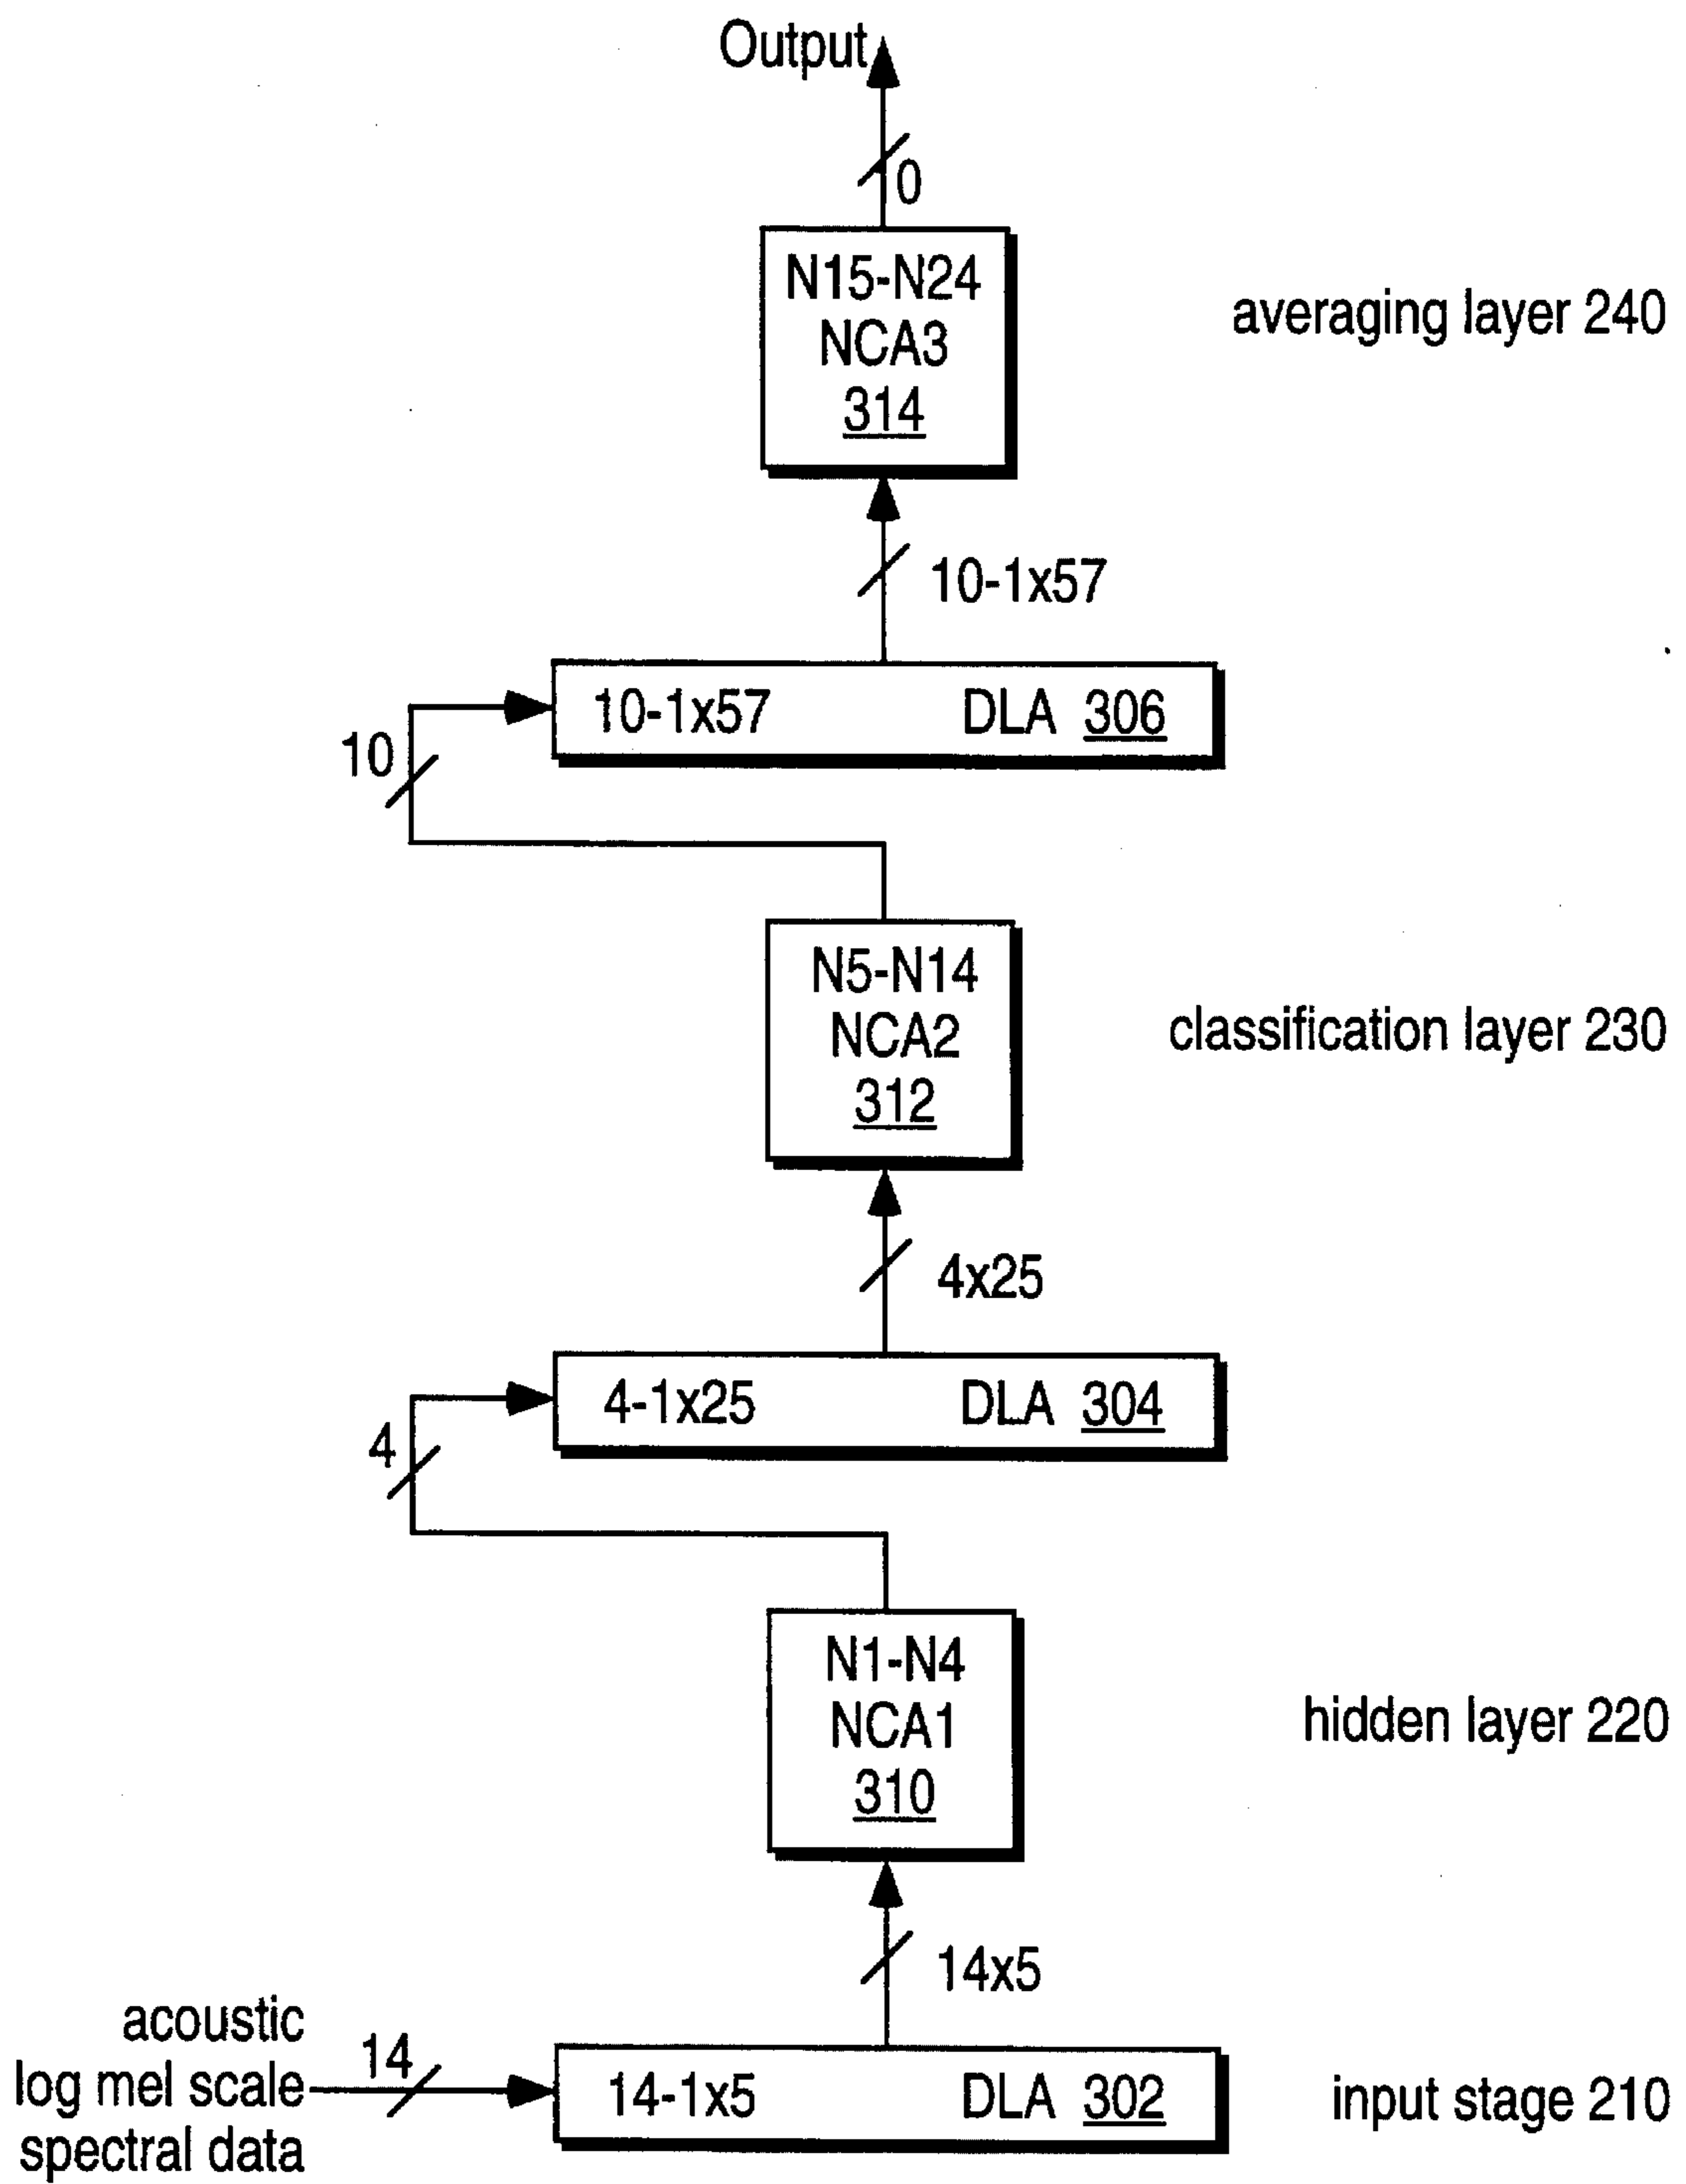 Output
0
N15-N24
NCA3
314
averaging layer 240
10-1x57
10-1x57 DLA 306
10
N5-N14
NCA2
312
classification layer 230
4x25
4-1x25 DLA 304
4
N1-N4
NCA1
310
hidden layer 220
14x5
acoustic
log mel scale
spectral data
14
14-1x5 DLA 302
input stage 210